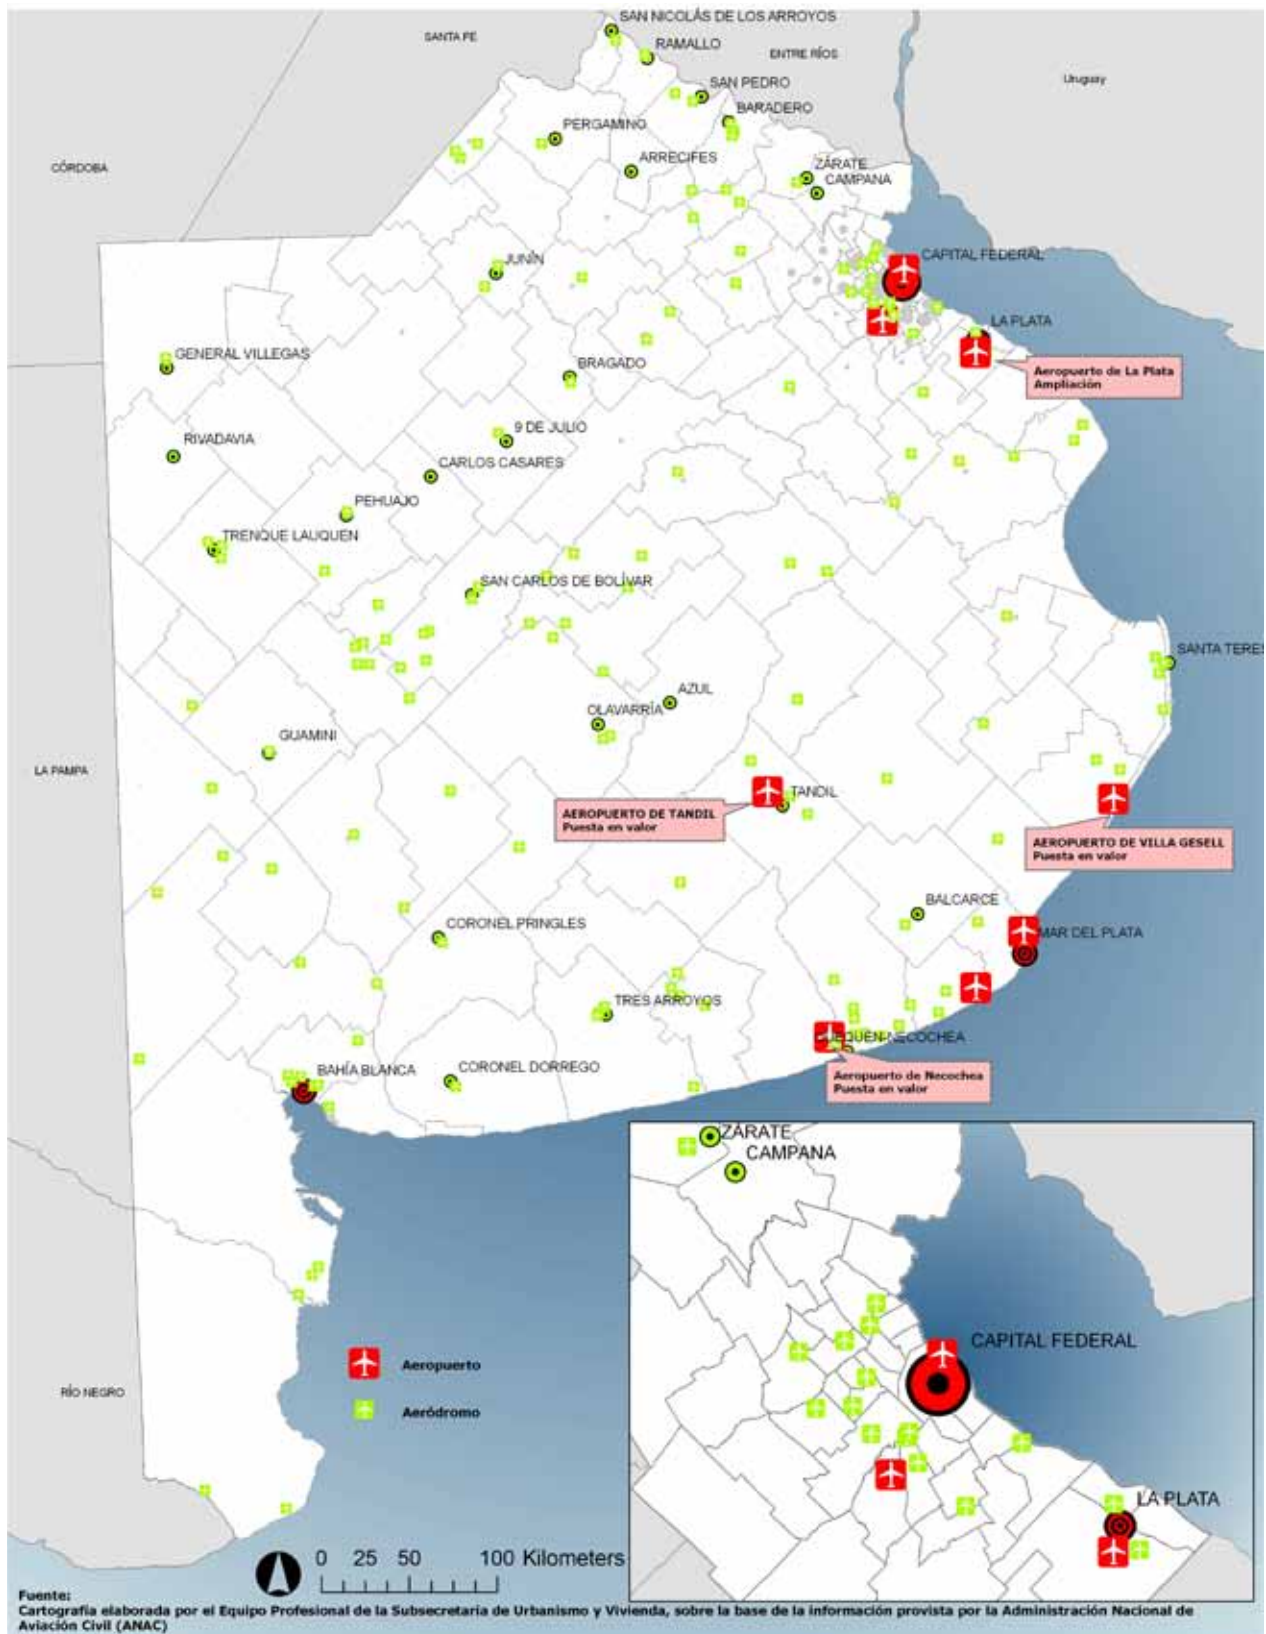 SAN NICOLÁS DE LOS ARROYOS
SANTA FE
RAMALLO
ENTRE RÍOS
Uruguay
SAN PEDRO
BARADERO
PERGAMINO
CÓRDOBA
ARRECIFES
ZÁRATE
CAMPANA
CAPITAL FEDERAL
JUNÍN
LA PLATA
GENERAL VILLEGAS
BRAGADO
Aeropuerto de La Plata
Ampliación
9 DE JULIO
RIVADAVIA
CARLOS CASARES
PEHUAJO
TRENQUE LAUQUEN
SAN CARLOS DE BOLÍVAR
SANTA TERES
AZUL
OLAVARRÍA
GUAMINI
LA PAMPA
TANDIL
AEROPUERTO DE TANDIL
Puesta en valor
AEROPUERTO DE VILLA GESELL
Puesta en valor
BALCARCE
CORONEL PRINGLES
MAR DEL PLATA
TRES ARROYOS
QUEQUÉN-NECOCHEA
BAHÍA BLANCA
CORONEL DORREGO
Aeropuerto de Necochea
Puesta en valor
ZÁRATE
CAMPANA
CAPITAL FEDERAL
LA PLATA
Aeropuerto
RÍO NEGRO
Aeródromo
0 25 50 100 Kilometers
Fuente:
Cartografía elaborada por el Equipo Profesional de la Subsecretaría de Urbanismo y Vivienda, sobre la base de la información provista por la Administración Nacional de
Aviación Civil (ANAC)